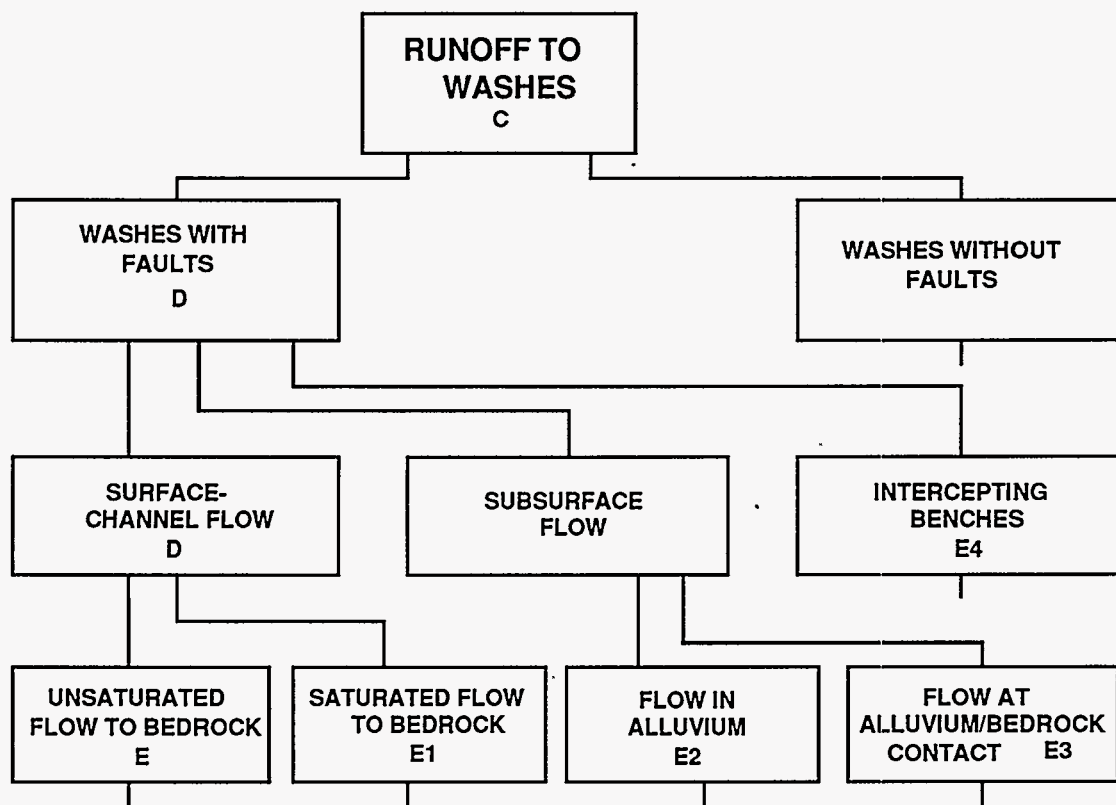 RUNOFF TO
WASHES
C
WASHES WITH
FAULTS
D
WASHES WITHOUT
FAULTS
SURFACE-
CHANNEL FLOW
D
SUBSURFACE
FLOW
INTERCEPTING
BENCHES
E4
UNSATURATED
FLOW TO BEDROCK
E
SATURATED FLOW
TO BEDROCK
E1
FLOW IN
ALLUVIUM
E2
FLOW AT
ALLUVIUM/BEDROCK
CONTACT E3